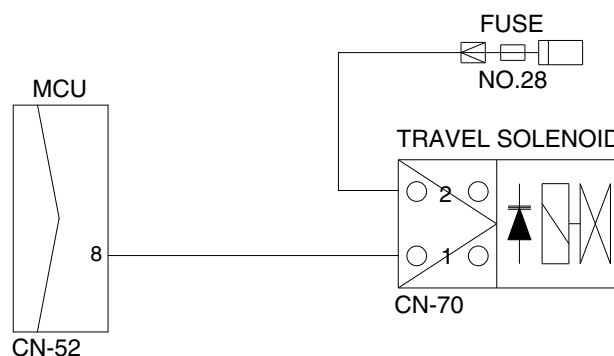 FUSE
NO.28
MCU
TRAVEL SOLENOID
2
8
1
CN-70
CN-52